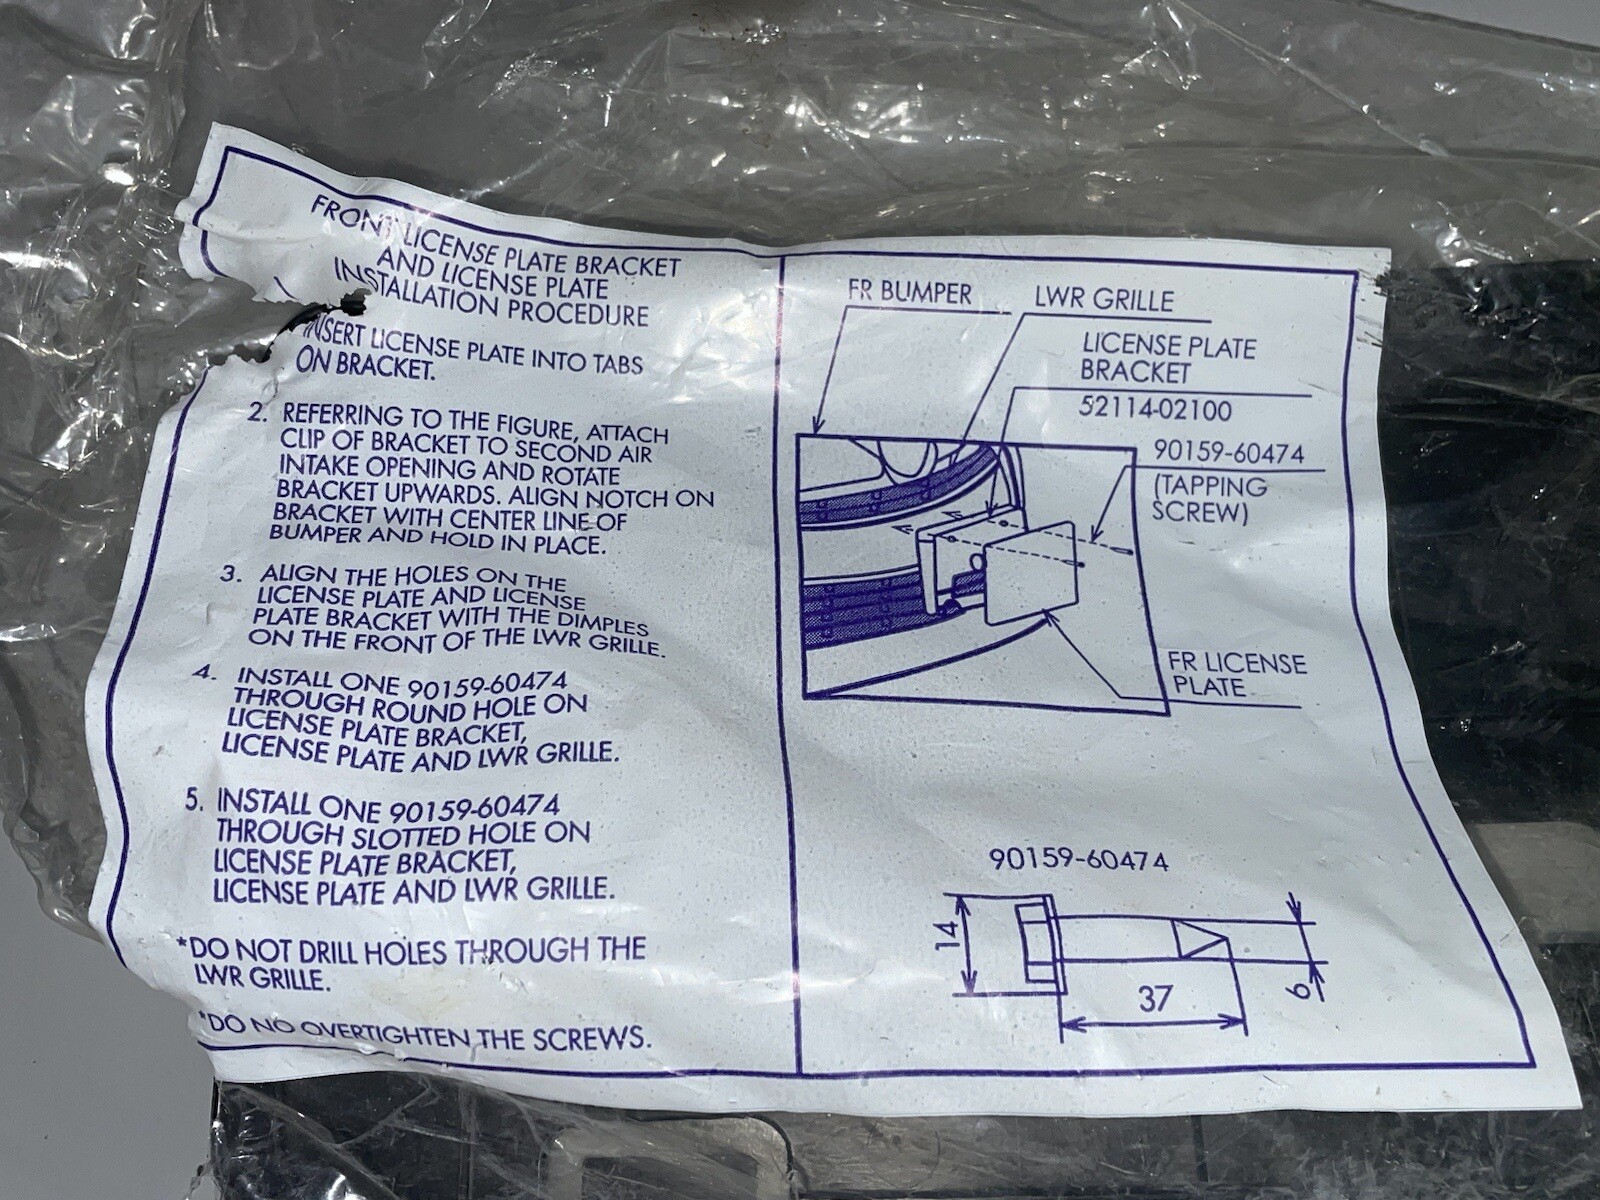 FRONT LICENSE PLATE BRACKET
AND LICENSE PLATE
INSTALLATION PROCEDURE
INSERT LICENSE PLATE INTO TABS
ON BRACKET.
2. REFERRING TO THE FIGURE, ATTACH
CLIP OF BRACKET TO SECOND AIR
INTAKE OPENING AND ROTATE
BRACKET UPWARDS. ALIGN NOTCH ON
BRACKET WITH CENTER LINE OF
BUMPER AND HOLD IN PLACE.
3. ALIGN THE HOLES ON THE
LICENSE PLATE AND LICENSE
PLATE BRACKET WITH THE DIMPLES
ON THE FRONT OF THE LWR GRILLE.
4. INSTALL ONE 90159-60474
THROUGH ROUND HOLE ON
LICENSE PLATE BRACKET,
LICENSE PLATE AND LWR GRILLE.
5. INSTALL ONE 90159-60474
THROUGH SLOTTED HOLE ON
LICENSE PLATE BRACKET,
LICENSE PLATE AND LWR GRILLE.
*DO NOT DRILL HOLES THROUGH THE
LWR GRILLE.
*DO NO OVERTIGHTEN THE SCREWS.
FR BUMPER
LWR GRILLE
LICENSE PLATE
BRACKET
52114-02100
90159-60474
(TAPPING
SCREW)
FR LICENSE
PLATE
90159-60474
14
37
6